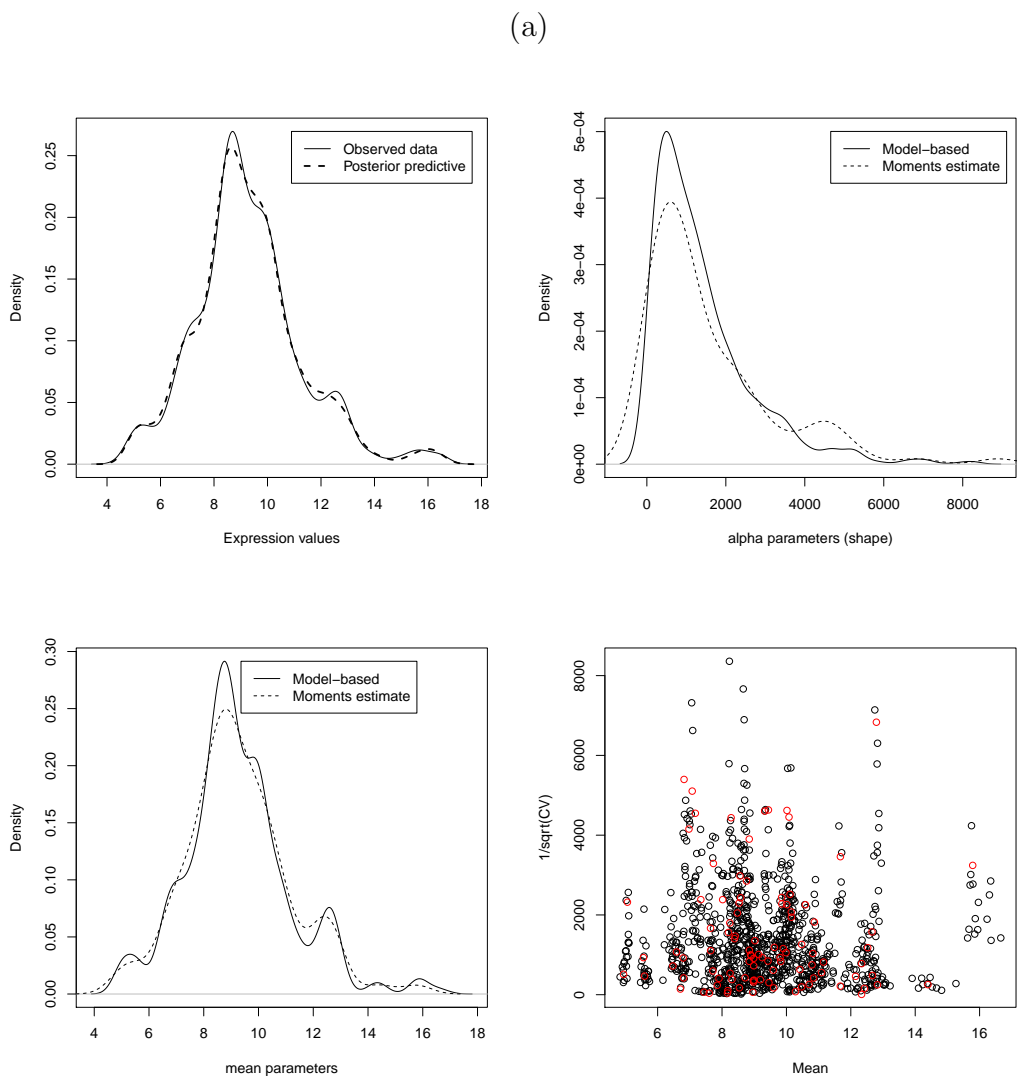 (a)
Observed data
Posterior predictive
Density
0.00 0.05 0.10 0.15 0.20 0.25
4 6 8 10 12 14 16 18
Expression values
Model−based
Moments estimate
Density
0e+00 1e−04 2e−04 3e−04 4e−04 5e−04
0 2000 4000 6000 8000
alpha parameters (shape)
Model−based
Moments estimate
Density
0.00 0.05 0.10 0.15 0.20 0.25 0.30
4 6 8 10 12 14 16 18
mean parameters
1/sqrt(CV)
0 2000 4000 6000 8000
6 8 10 12 14 16
Mean